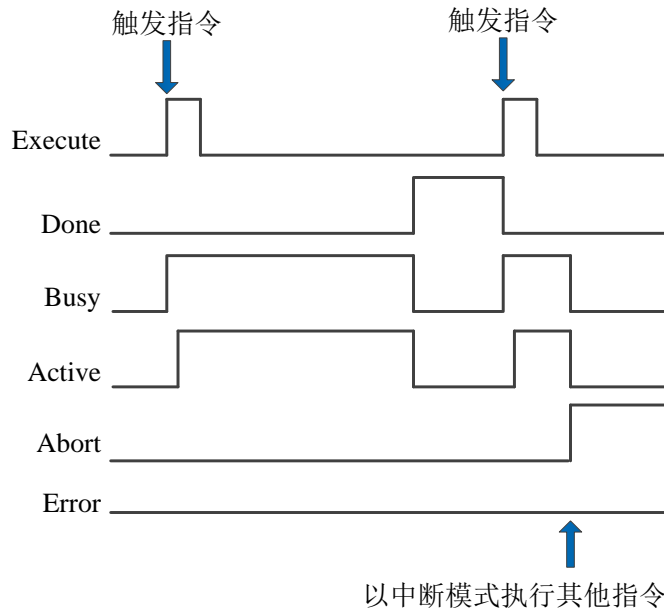 触发指令 触发指令
Execute
Done
Busy
Active
Abort
Error
以中断模式执行其他指令